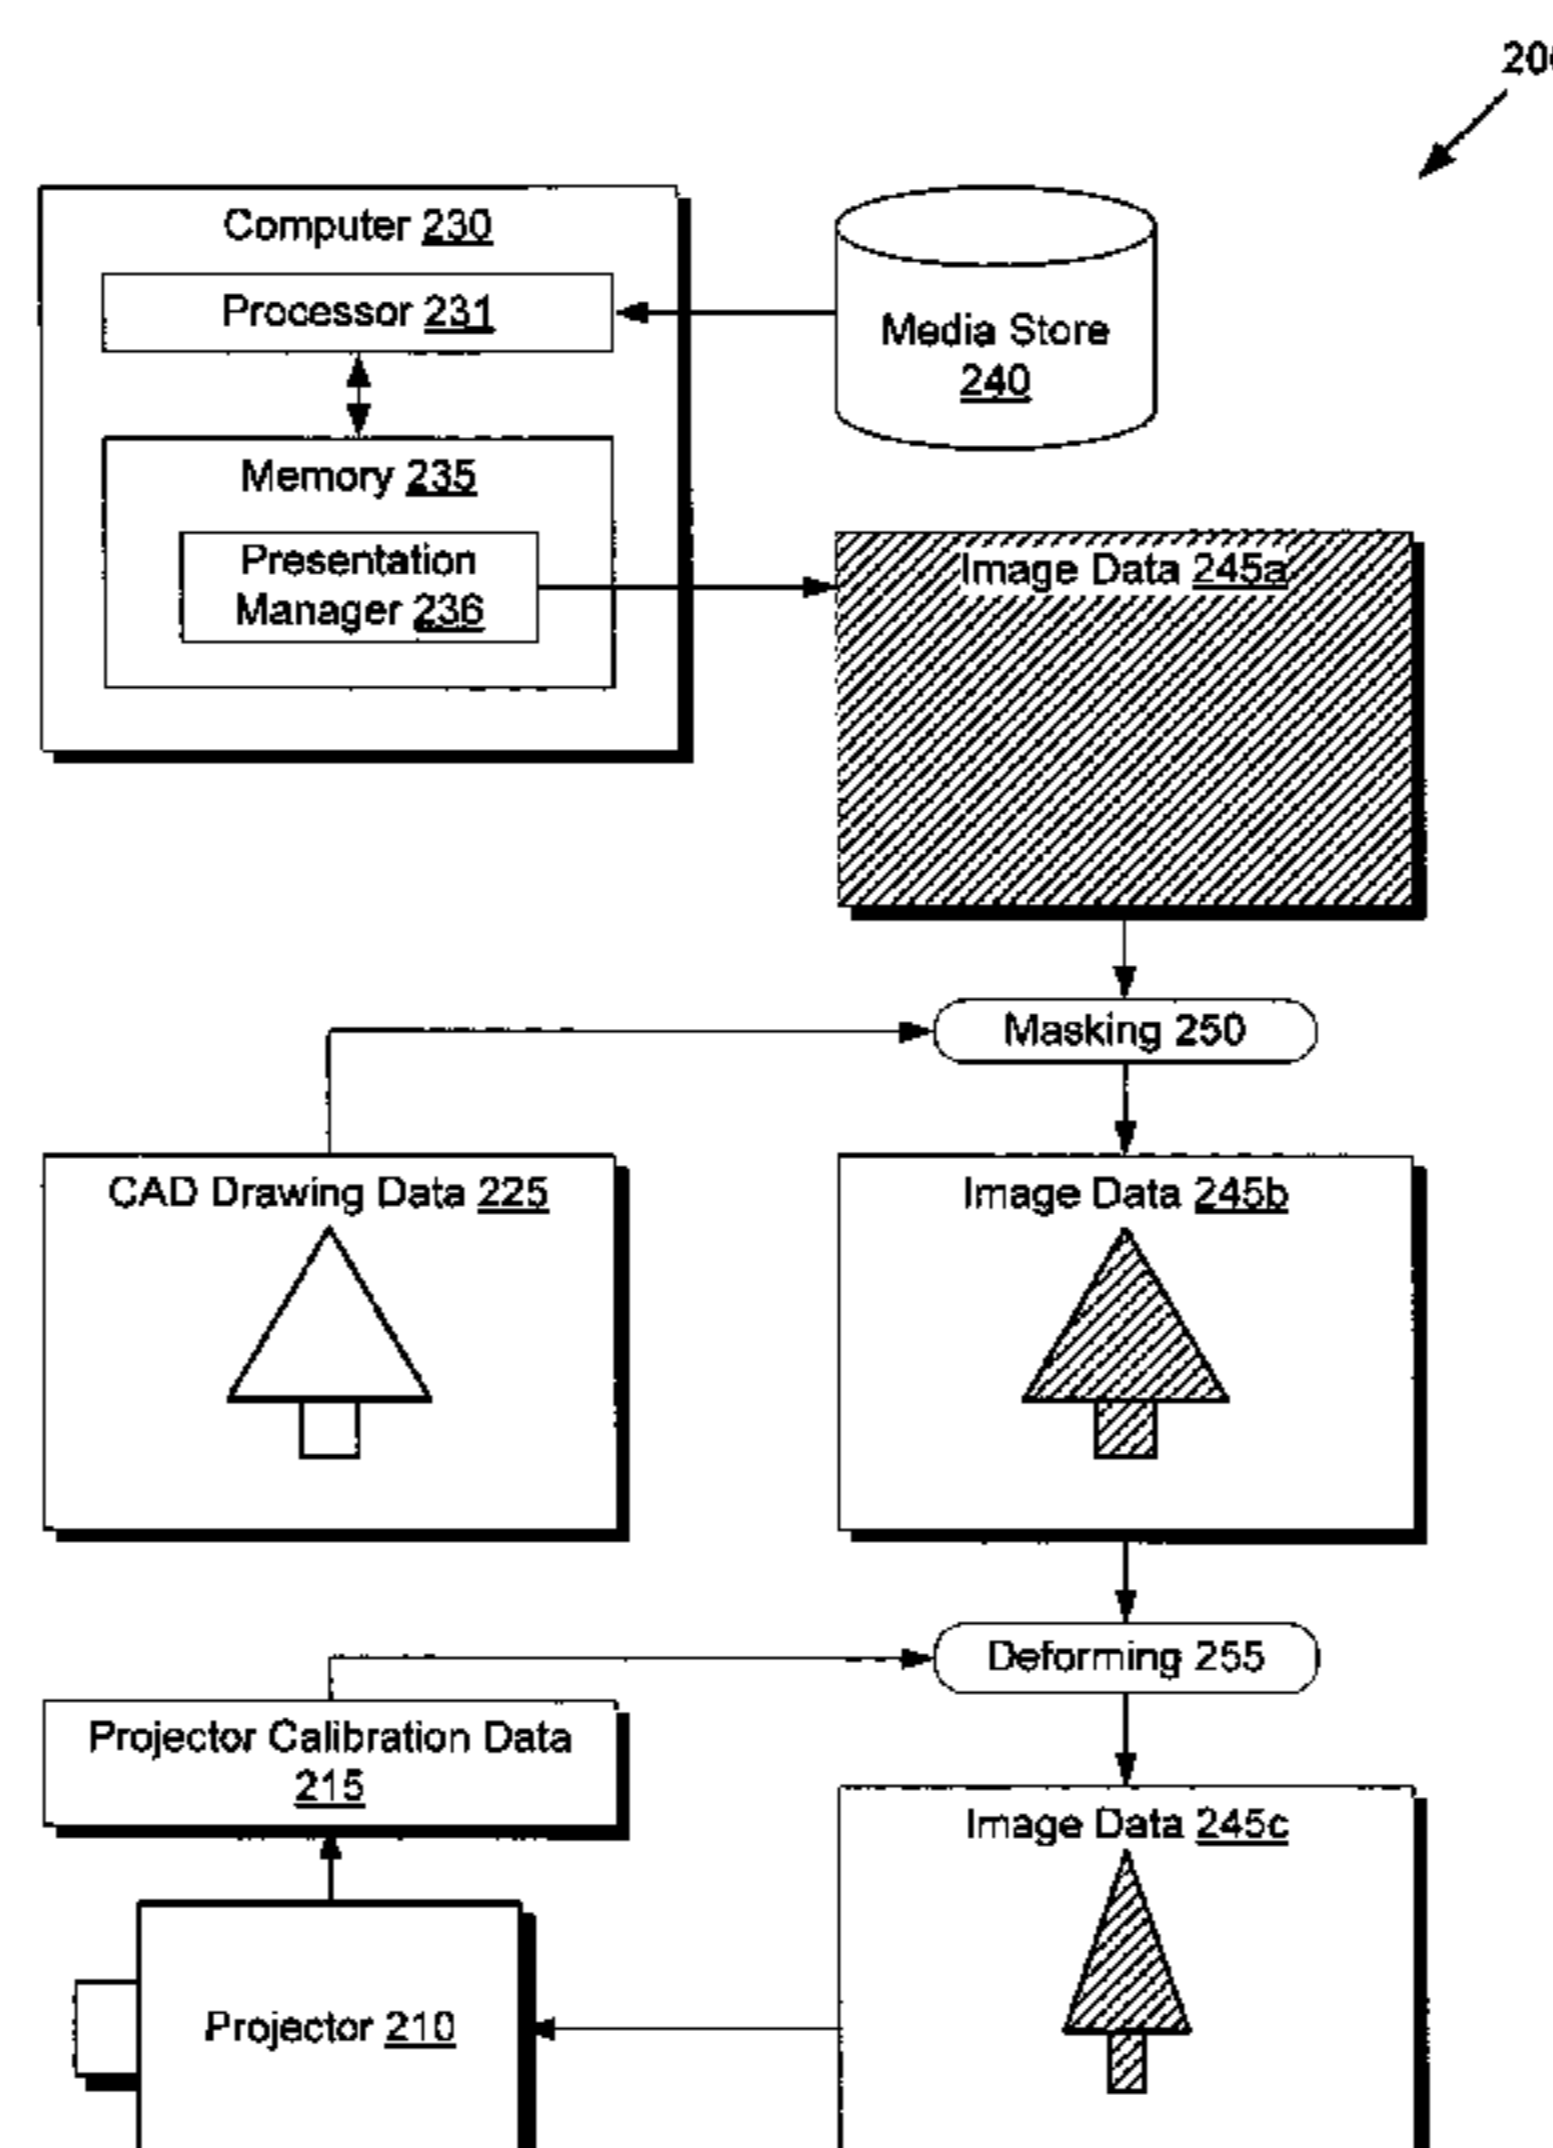 Computer 230
Processor 231
Media Store
240
Memory 235
Presentation
Manager 236
Image Data 245a
Masking 250
CAD Drawing Data 225
Image Data 245b
Deforming 255
Projector Calibration Data
215
Image Data 245c
Projector 210